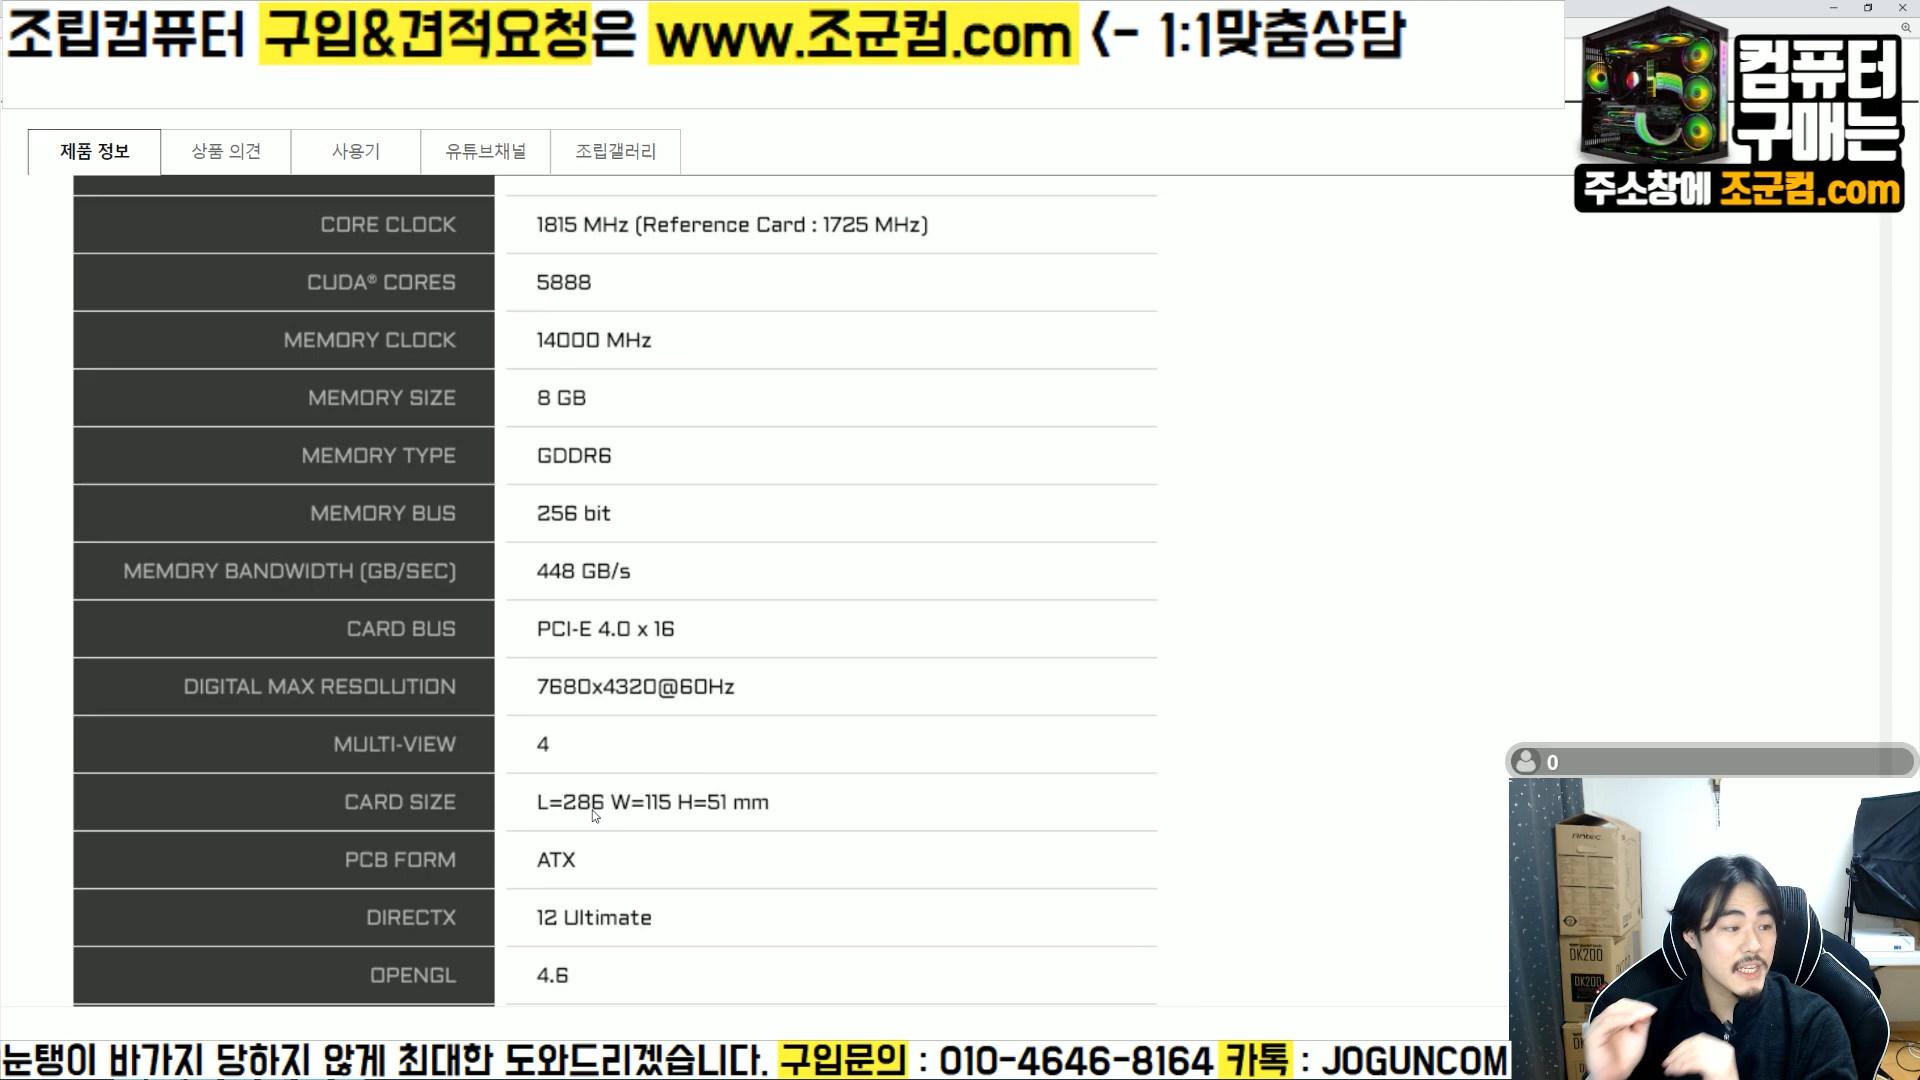 조립컴퓨터 구입&견적요청은 www.조군컴.com <- 1:1맞춤상담
컴퓨터
구매는
주소창에 조군컴.com
제품 정보
상품 의견
사용기
유튜브채널
조립갤러리
CORE CLOCK 1815 MHz (Reference Card : 1725 MHz)
CUDA® CORES 5888
MEMORY CLOCK 14000 MHz
MEMORY SIZE 8 GB
MEMORY TYPE GDDR6
MEMORY BUS 256 bit
MEMORY BANDWIDTH (GB/SEC) 448 GB/s
CARD BUS PCI-E 4.0 x 16
DIGITAL MAX RESOLUTION 7680x4320@60Hz
MULTI-VIEW 4
CARD SIZE L=286 W=115 H=51 mm
PCB FORM ATX
DIRECTX 12 Ultimate
OPENGL 4.6
0
Antec
DK200
DK200
눈탱이 바가지 당하지 않게 최대한 도와드리겠습니다. 구입문의 : 010-4646-8164 카톡 : JOGUNCOM